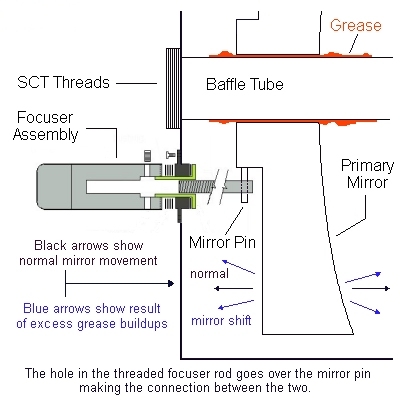 Grease
SCT Threads
Baffle Tube
Focuser
Assembly
Primary
Mirror
Mirror Pin
Black arrows show
normal mirror movement
normal
Blue arrows show result
of excess grease buildups
mirror shift
The hole in the threaded focuser rod goes over the mirror pin
making the connection between the two.